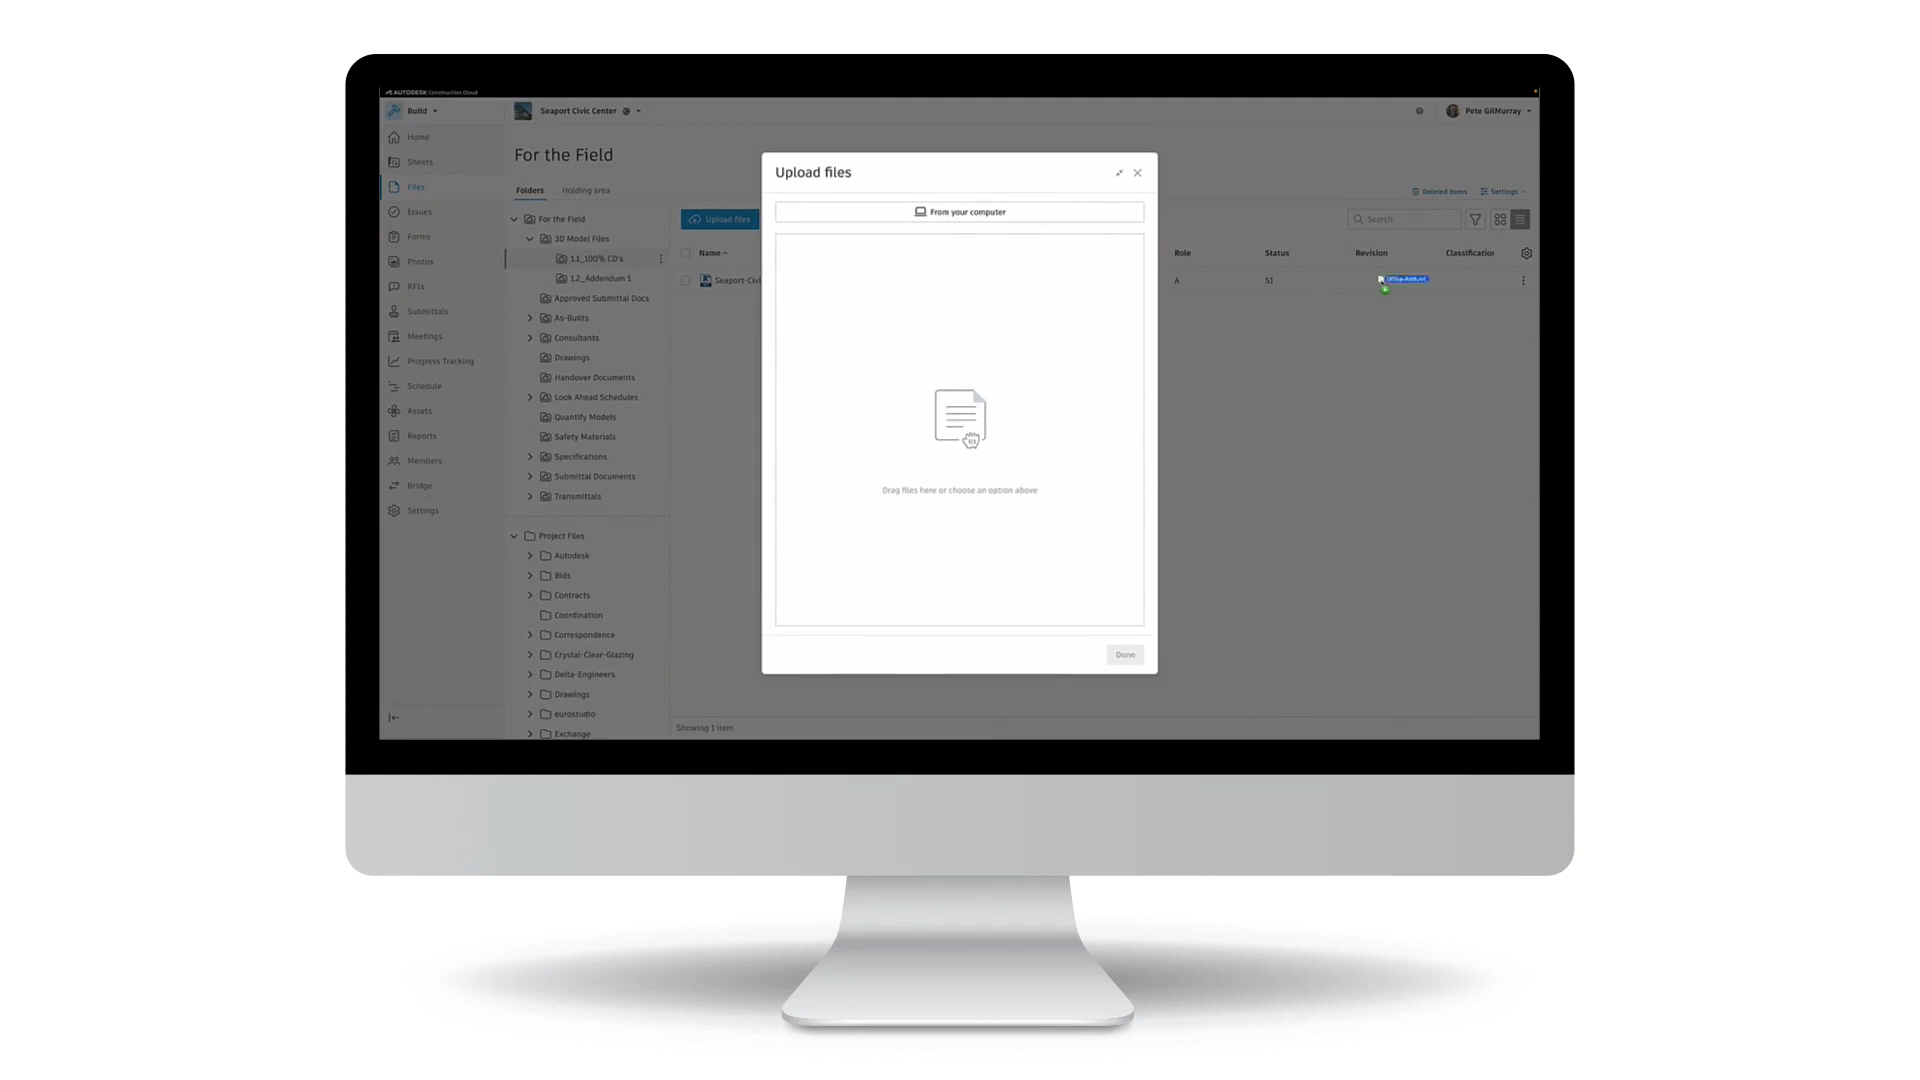 AUTODESK Construction Cloud
Build
Seaport Civic Center
Pete GilMurray
Home
Sheets
Files
Issues
Forms
Photos
RFIs
Submittals
Meetings
Progress Tracking
Schedule
Assets
Reports
Members
Bridge
Settings
For the Field
Folders
Holding area
Deleted items
Settings
For the Field
3D Model Files
1.1_100% CD's
1.2_Addendum 1
Approved Submittal Docs
As-Builts
Consultants
Drawings
Handover Documents
Look Ahead Schedules
Quantify Models
Safety Materials
Specifications
Submittal Documents
Transmittals
Project Files
Autodesk
Bids
Contracts
Coordination
Correspondence
Crystal-Clear-Glazing
Delta-Engineers
Drawings
eurostudio
Exchange
Upload files
Search
Name
Role
Status
Revision
Classification
Seaport-Civi
A
S1
Showing 1 item
Upload files
From your computer
Drag files here or choose an option above
Done